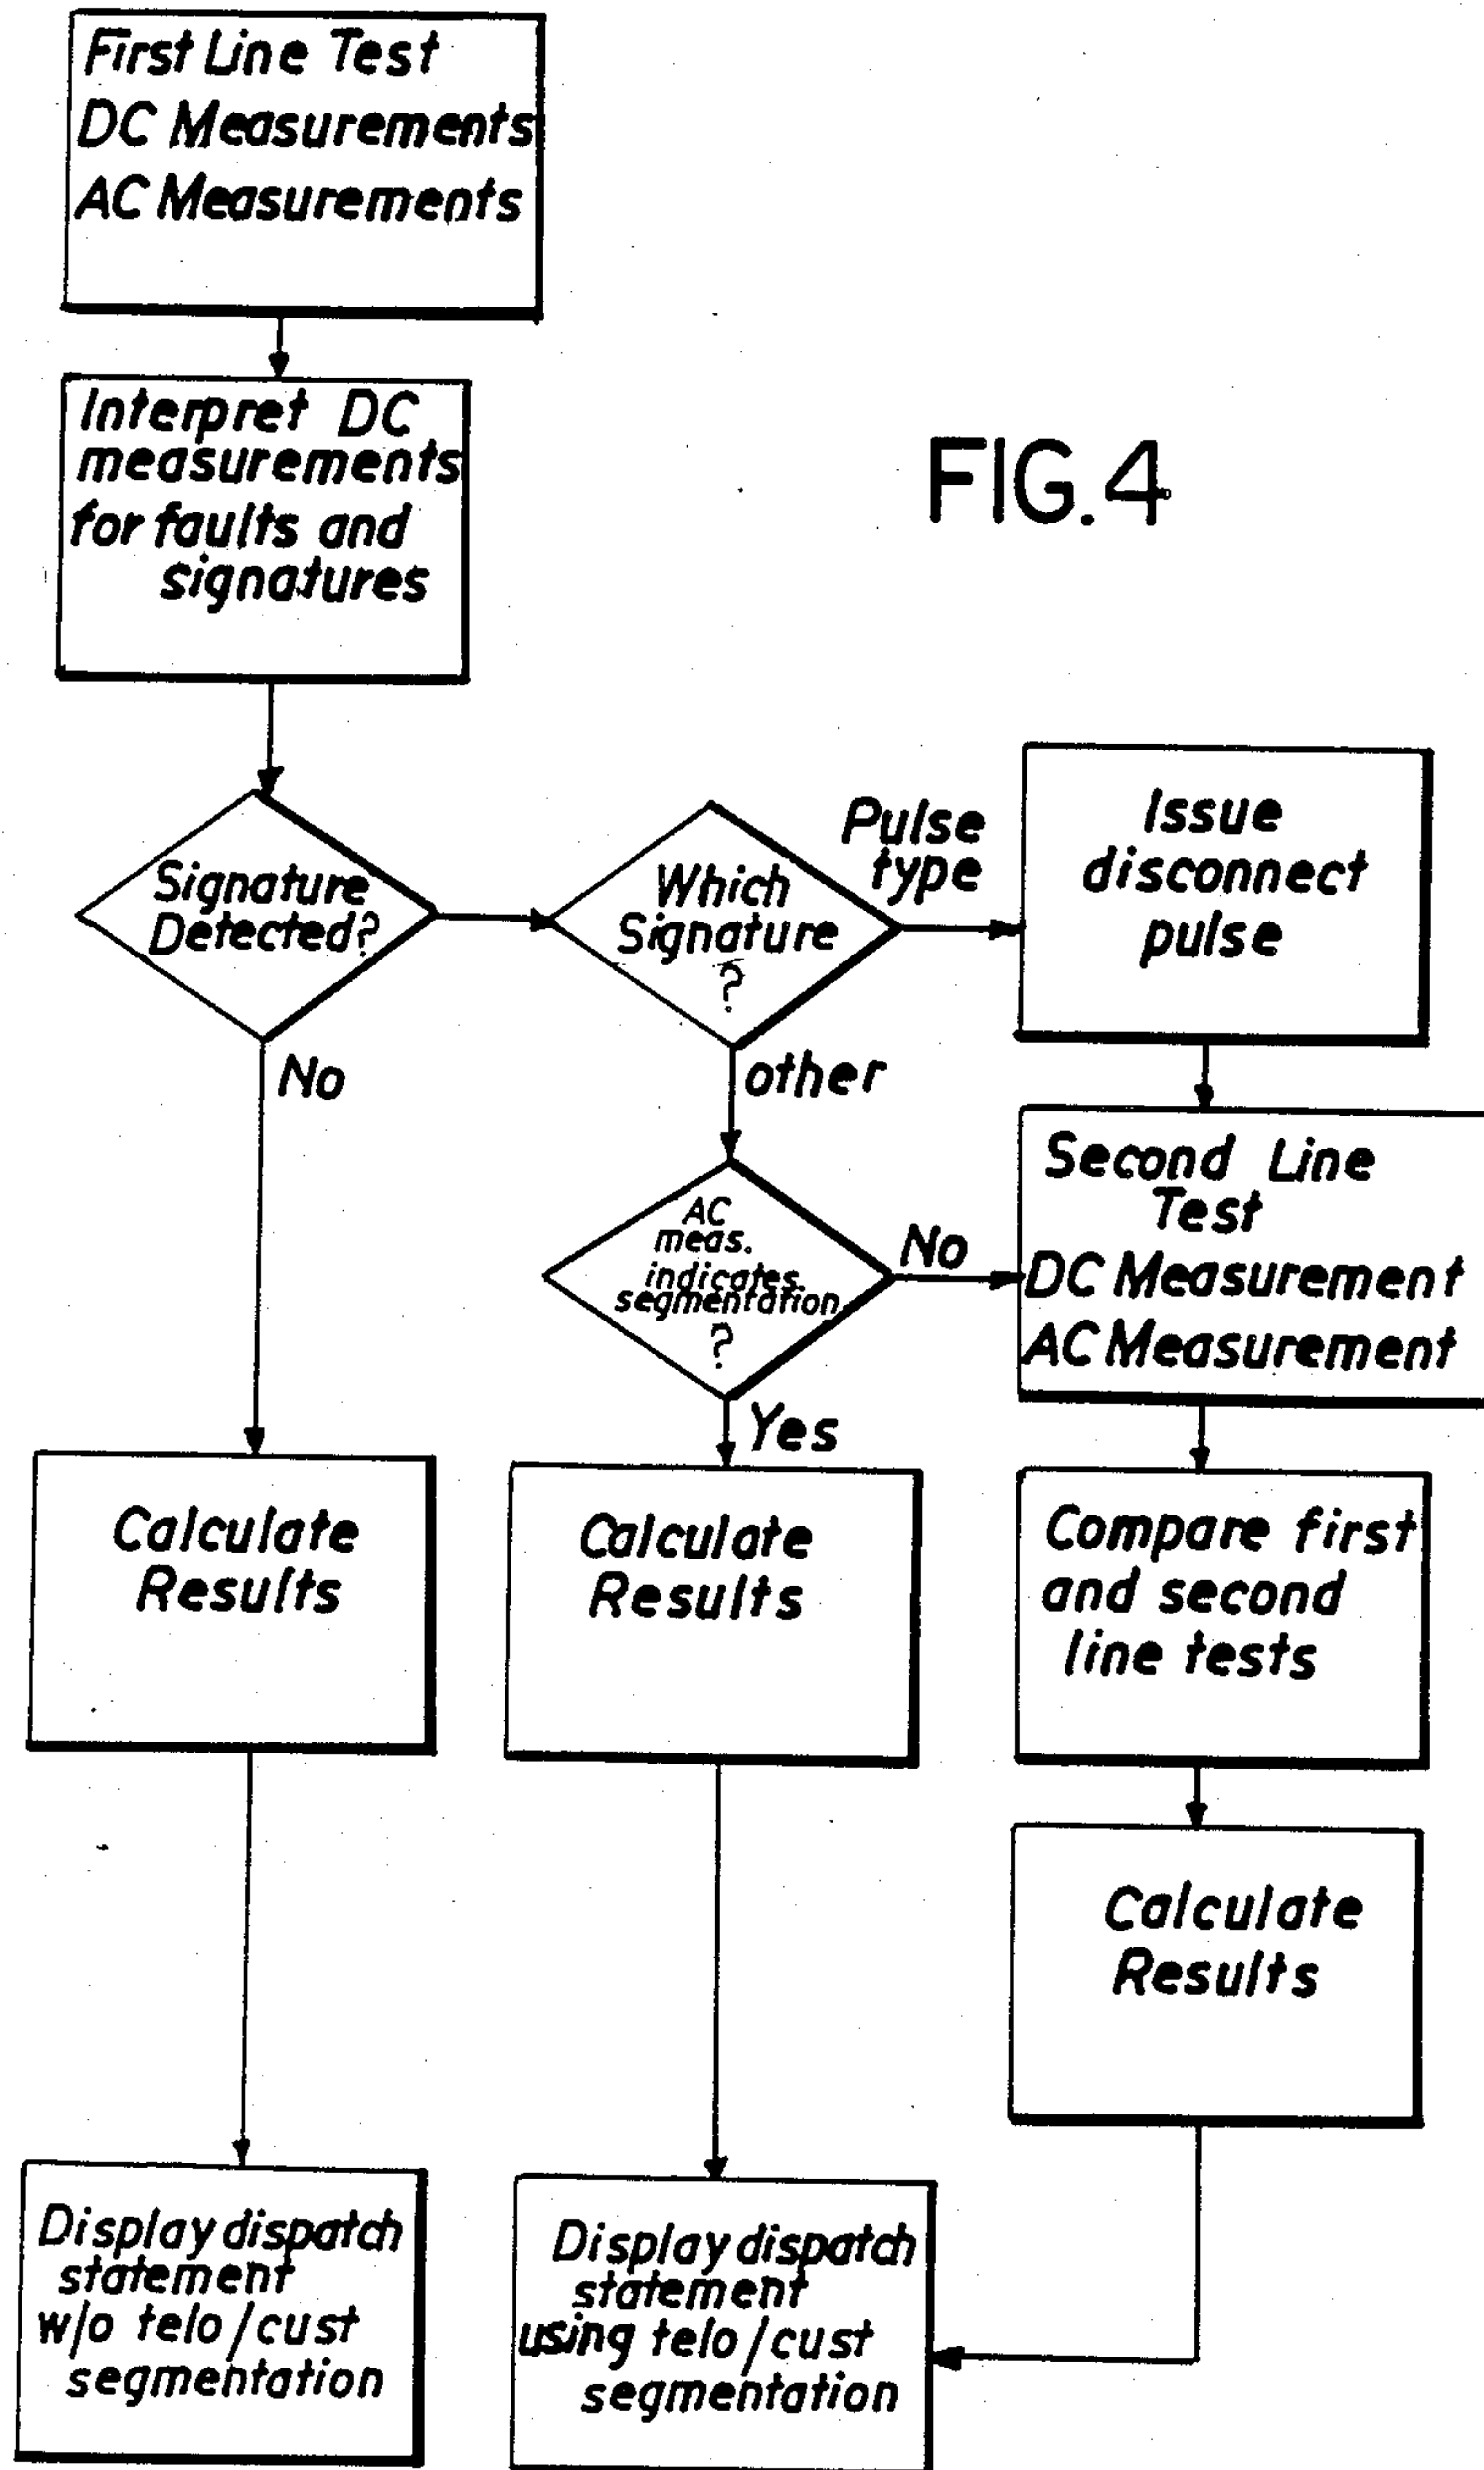 First Line Test
DC Measurements
AC Measurements
Interpret DC
measurements
for faults and
signatures
FIG.4
Signature
Detected?
Which
Signature
?
Pulse
type
Issue
disconnect
pulse
No
other
AC
meas.
indicates
segmentation
?
No
Second Line
Test
DC Measurement
AC Measurement
Yes
Calculate
Results
Calculate
Results
Compare first
and second
line tests
Calculate
Results
Display dispatch
statement
w/o telo/cust
segmentation
Display dispatch
statement
using telo/cust
segmentation